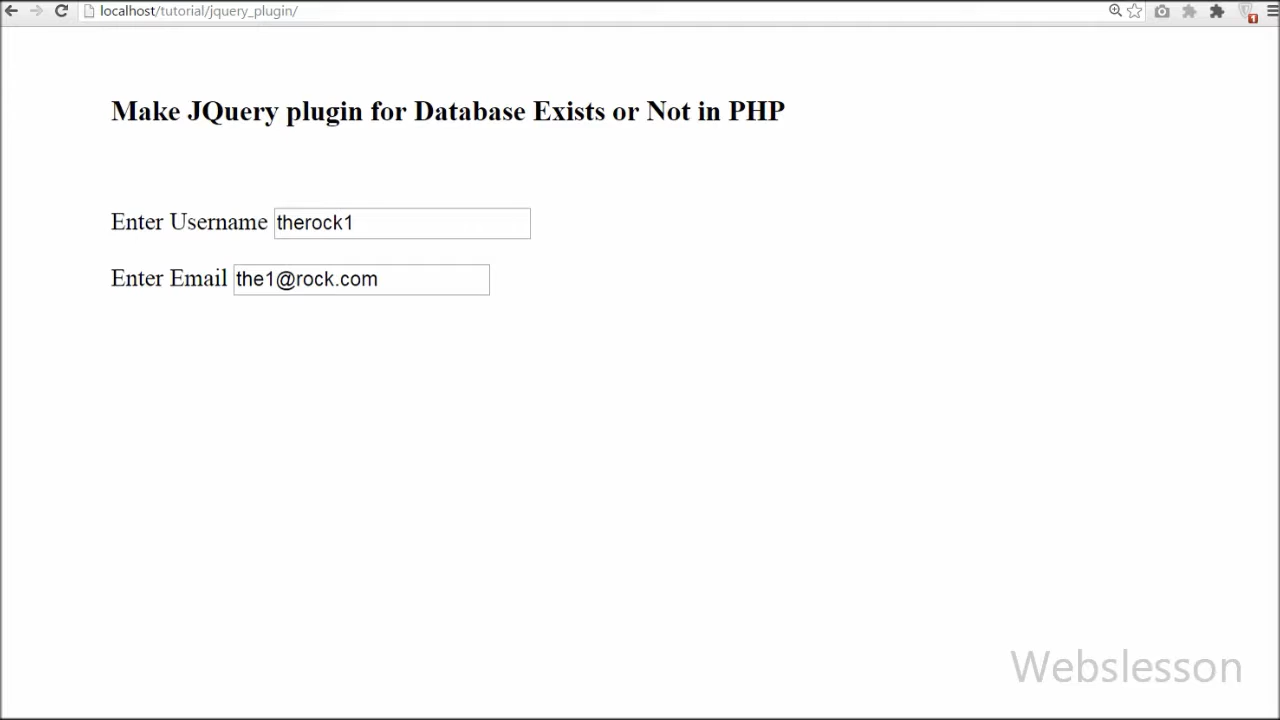 localhost/tutorial/jquery_plugin/
1
Make JQuery plugin for Database Exists or Not in PHP
Enter Username therock1
Enter Email the1@rock.com
Webslesson